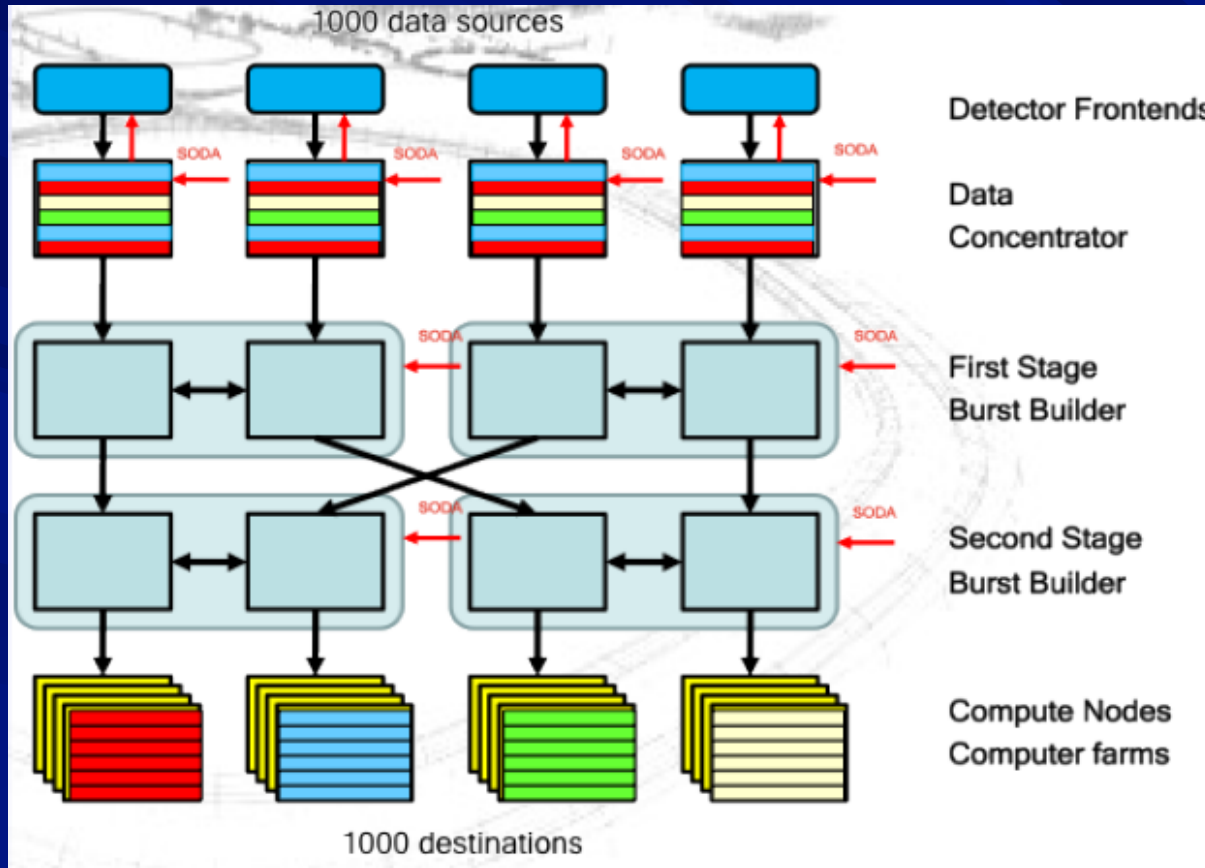 1000 data sources
Detector Frontends
SODA SODA SODA SODA
Data
Concentrator
SODA SODA
First Stage
Burst Builder
SODA SODA
Second Stage
Burst Builder
Compute Nodes
Computer farms
1000 destinations